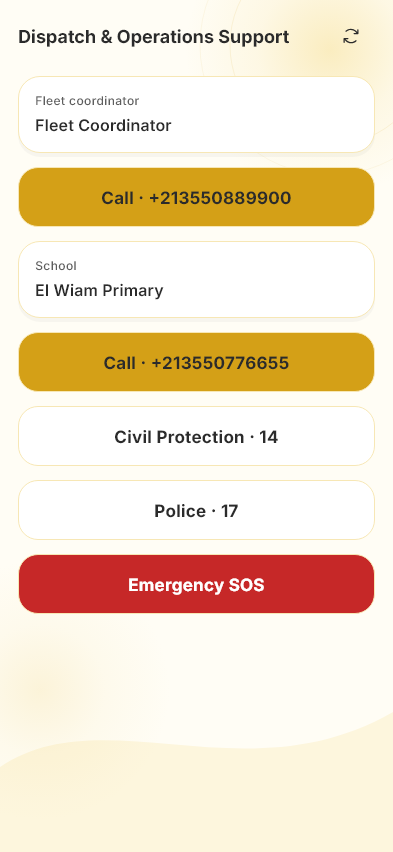 Dispatch & Operations Support
Fleet coordinator
Fleet Coordinator
Call · +213550889900
School
El Wiam Primary
Call · +213550776655
Civil Protection · 14
Police · 17
Emergency SOS